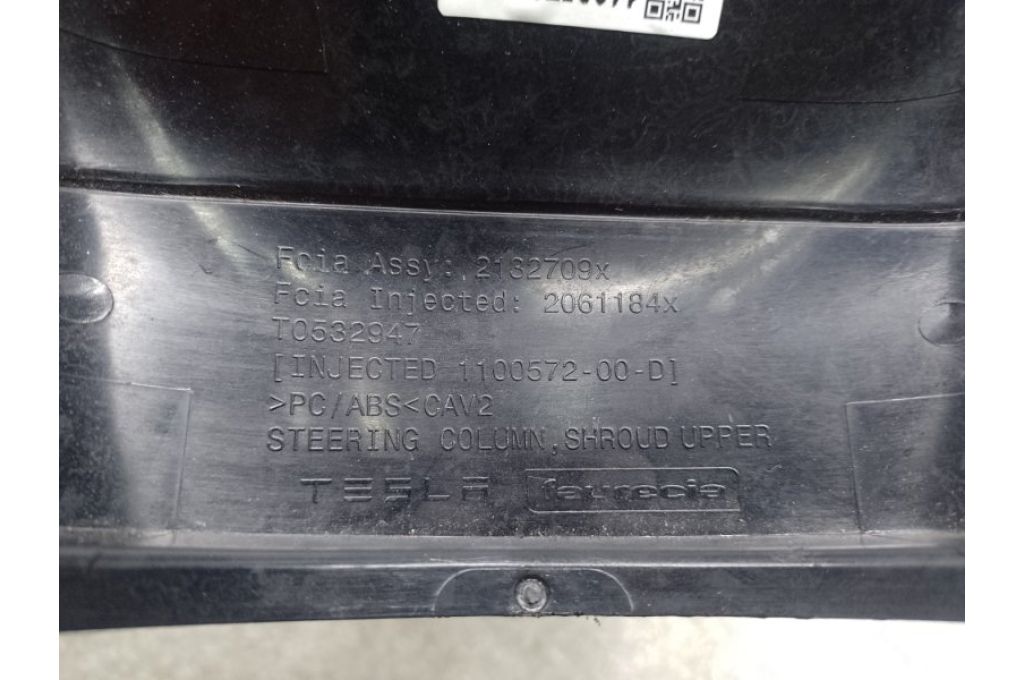 Fcia Assy: 2132709x
Fcia Injected: 2061184x
T0532947
[INJECTED 1100572-00-D]
>PC/ABS<CAV2
STEERING COLUMN,SHROUD UPPER
TESLA faurecia